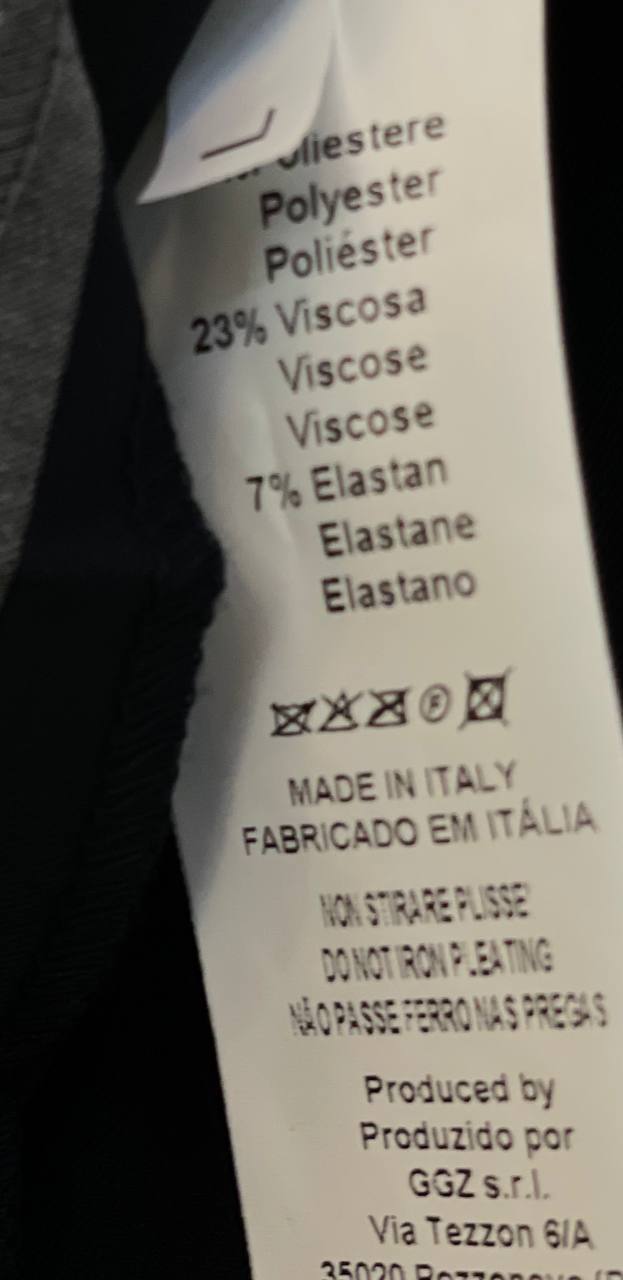 Polyester
Poliéster
23% Viscosa
Viscose
Viscose
7% Elastan
Elastane
Elastano
MADE IN ITALY
FABRICADO EM ITÁLIA
NON STIRARE PLISSE'
DO NOT IRON PLEATING
NÃO PASSE FERRO NAS PREGAS
Produced by
Produzido por
GGZ s.r.l.
Via Tezzon 6/A
35020